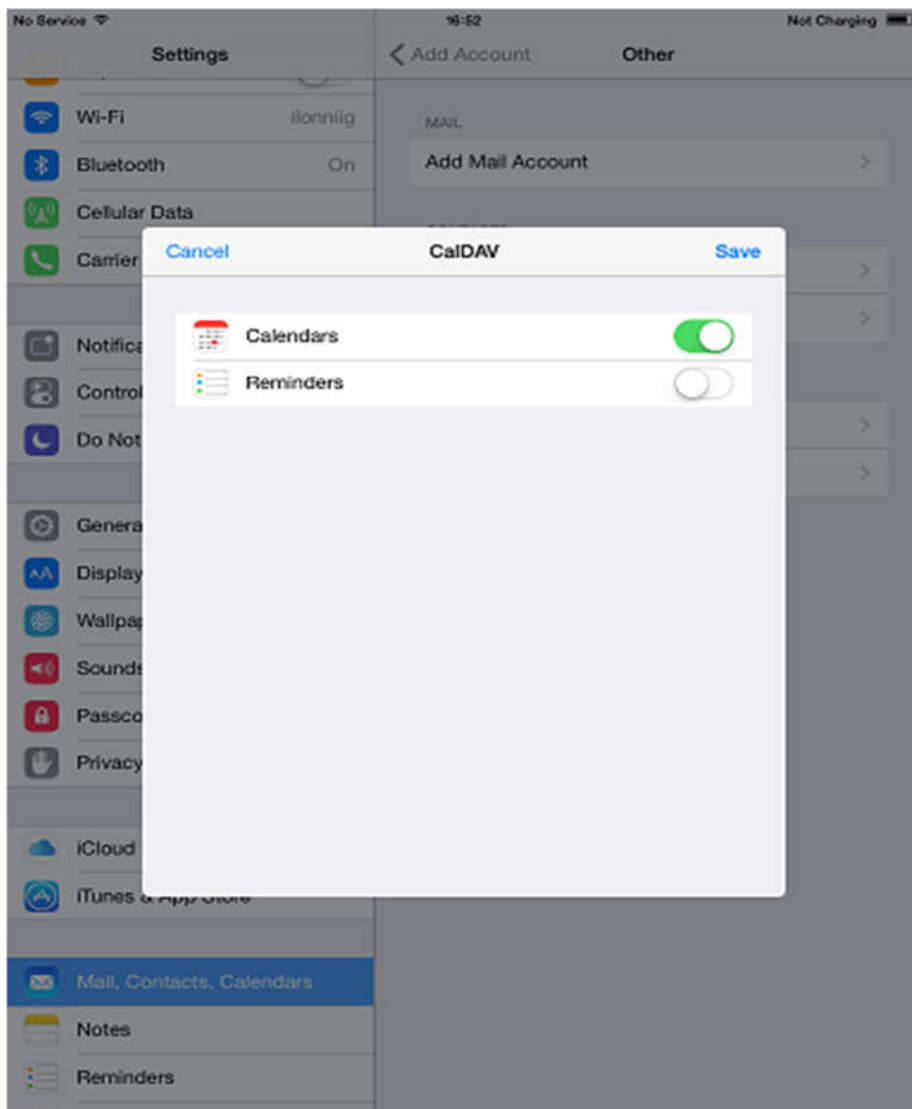 No Service
16:52
Not Charging
Settings
Add Account
Other
Wi-Fi
ilonniig
MAIL
Bluetooth
On
Add Mail Account
Cellular Data
Carrier
Cancel
CalDAV
Save
Calendars
Notifica
Reminders
Control
Do Not
Genera
Display
Wallpap
Sounds
Passco
Privacy
iCloud
iTunes & App Store
Mail, Contacts, Calendars
Notes
Reminders